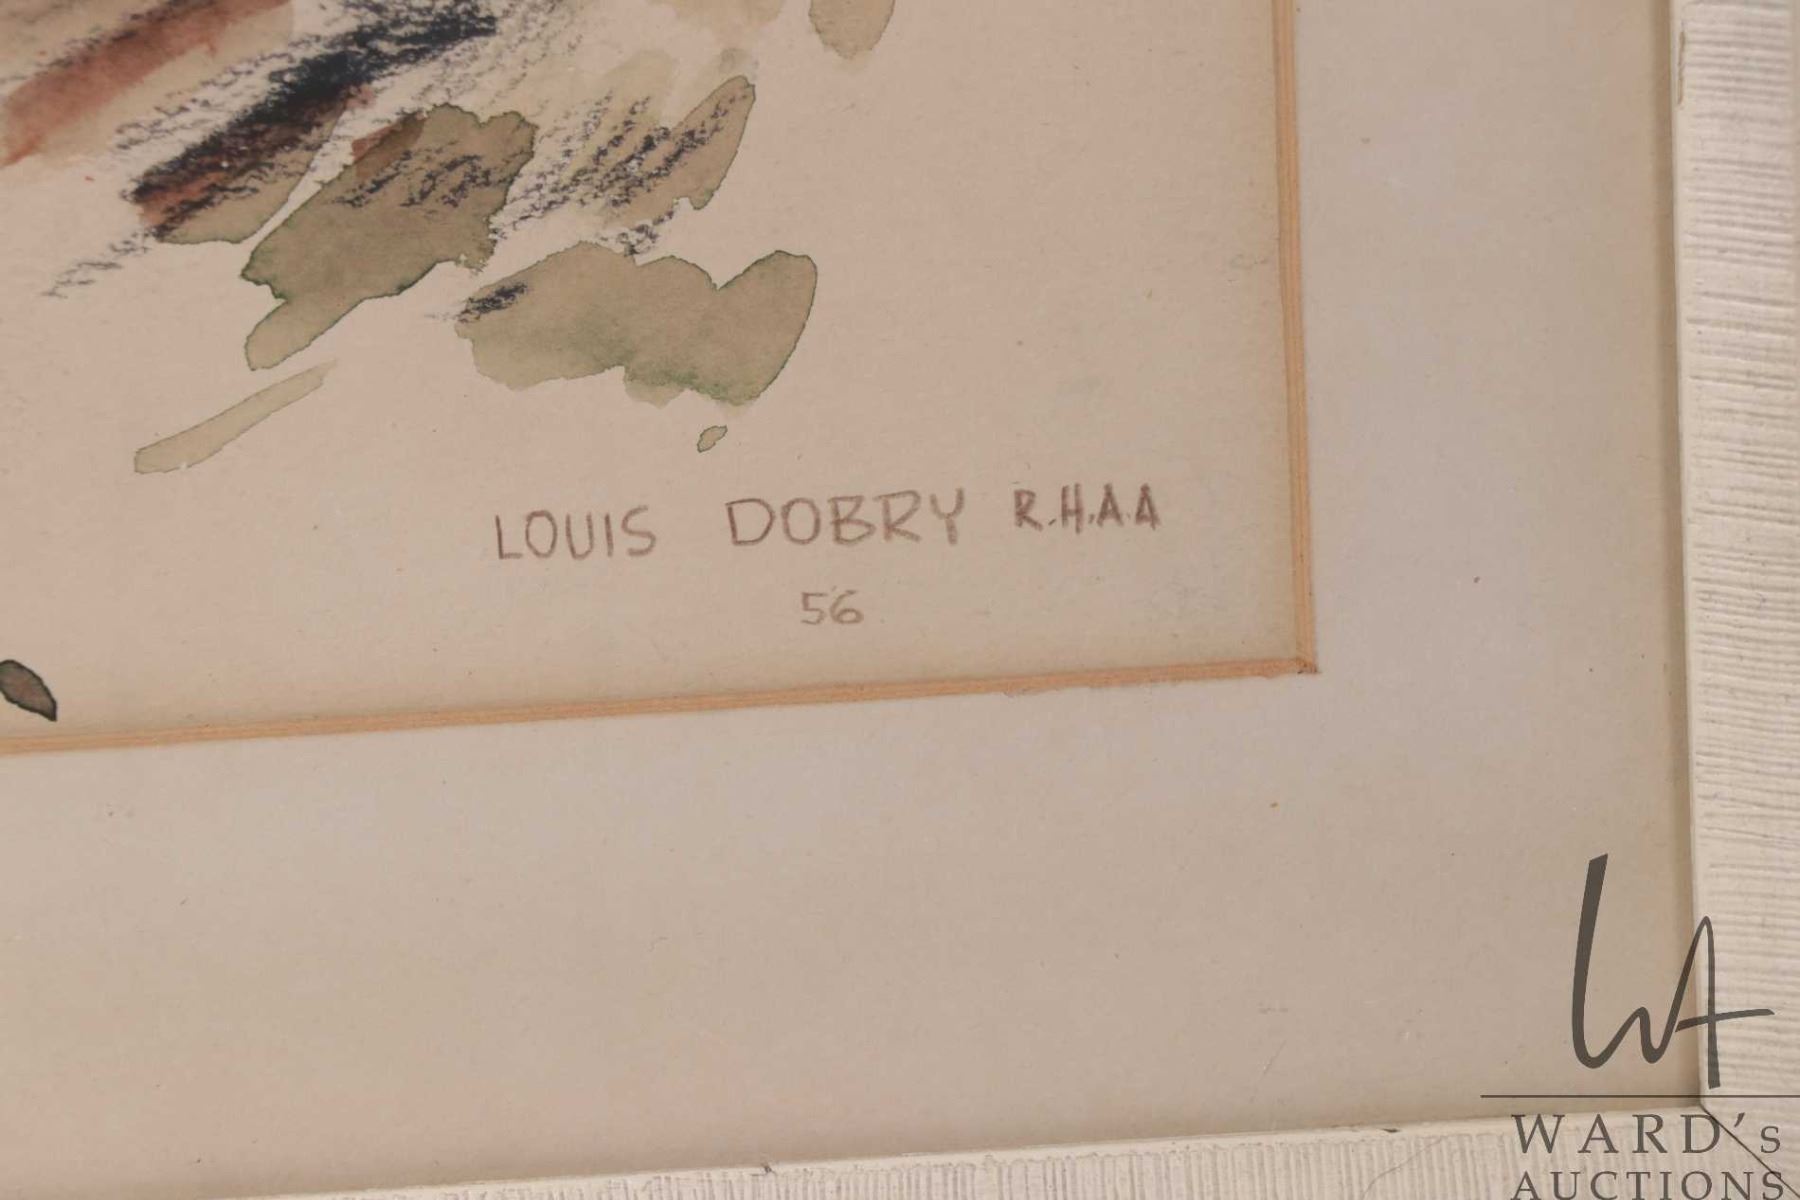 LOUIS DOBRY R.H.A.A
56
WARD's
AUCTIONS